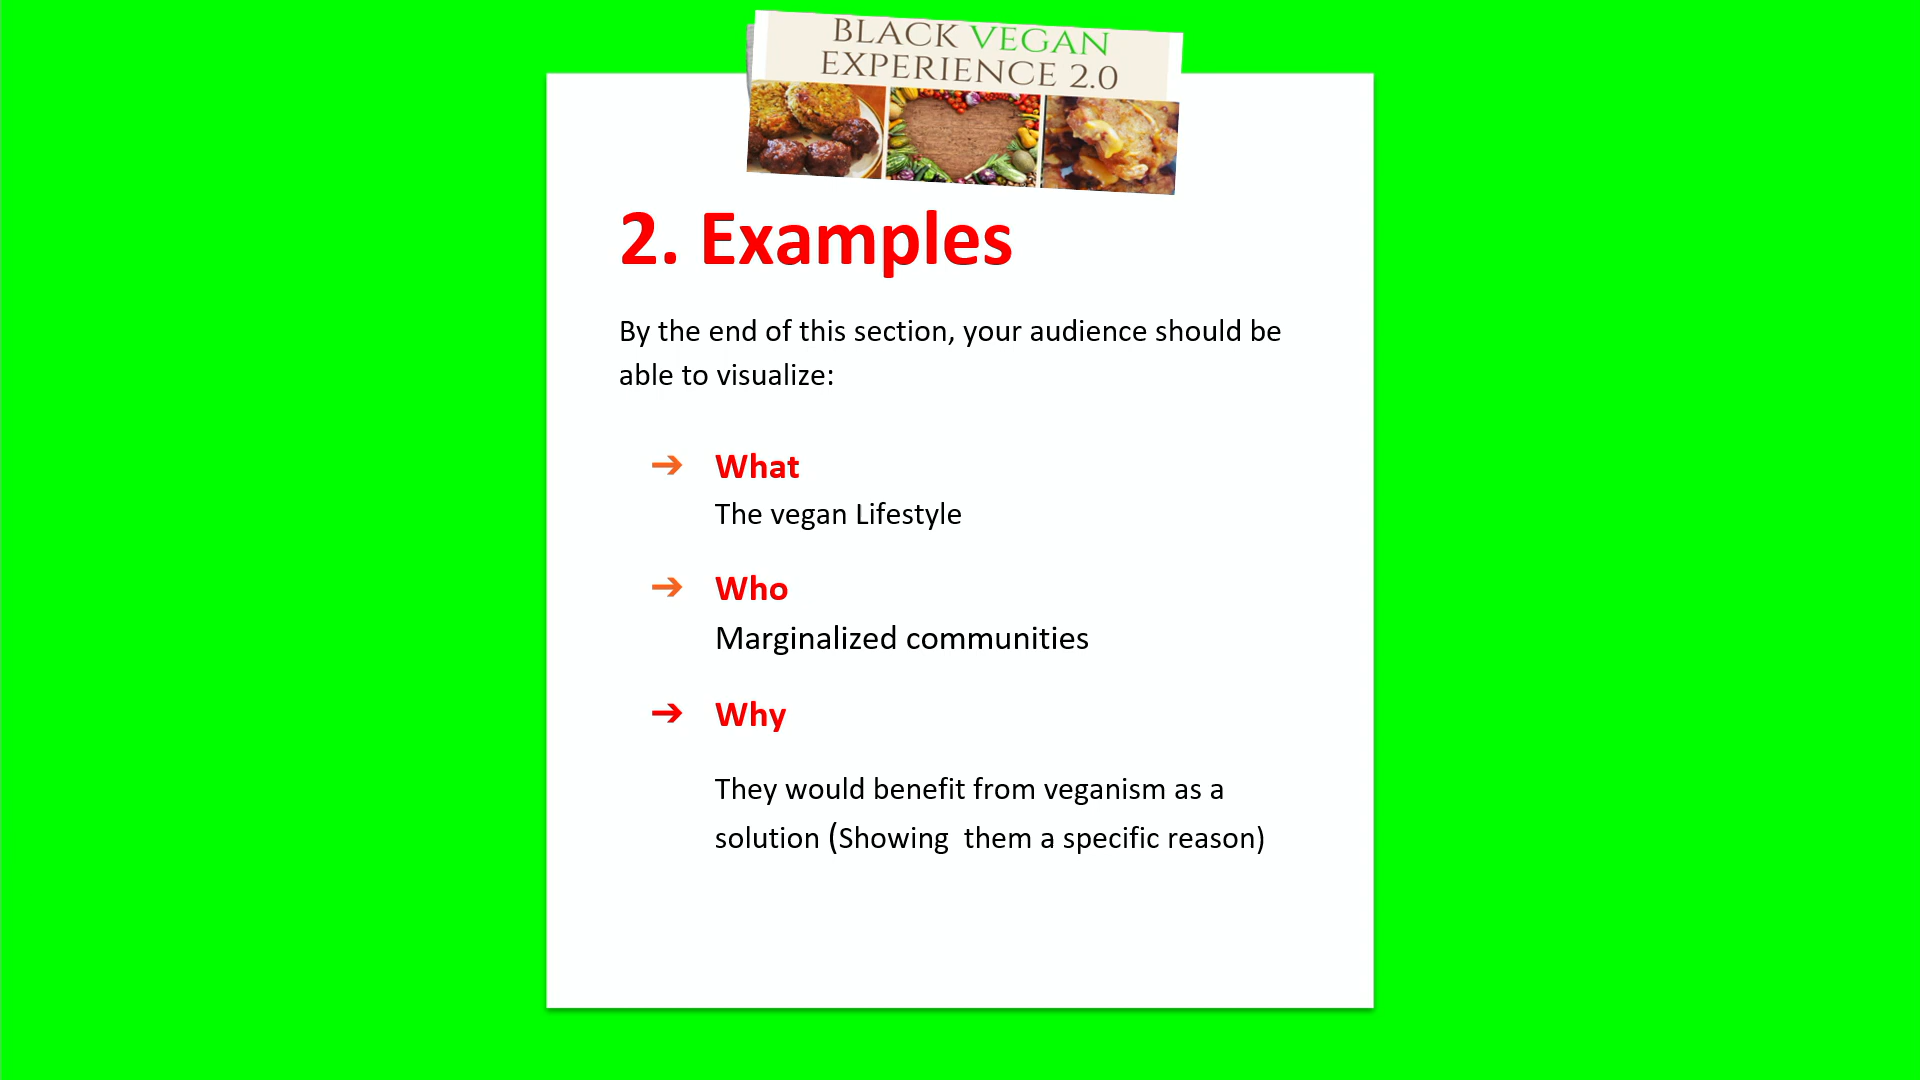 BLACK VEGAN
EXPERIENCE 2.0
2. Examples
By the end of this section, your audience should be
able to visualize:
➔ What
The vegan Lifestyle
➔ Who
Marginalized communities
➔ Why
They would benefit from veganism as a
solution (Showing  them a specific reason)